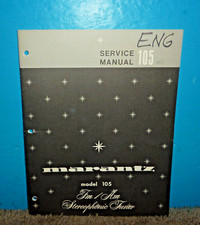 ENG
SERVICE
MANUAL 105
marantz
model 105
Fm/Am
Stereophonic Tuner